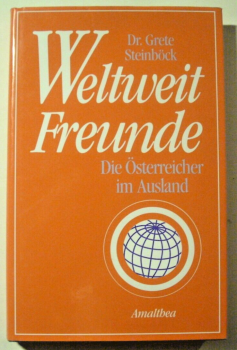 Dr. Grete
Steinböck
Weltweit
Freunde
Die Österreicher
im Ausland
Amalthea